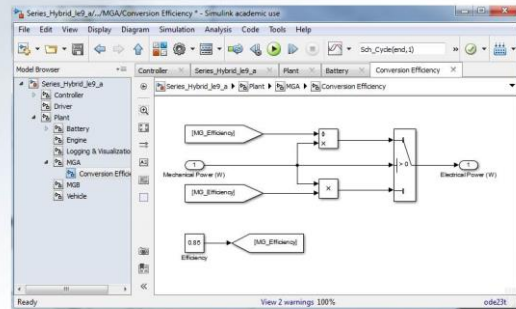 Series_Hybrid_le9_a/.../MGA/Conversion Efficiency * - Simulink academic use
File Edit View Display Diagram Simulation Analysis Code Tools Help
Sch_Cycle(end,1)
Model Browser
Controller Series_Hybrid_le9_a Plant Battery Conversion Efficiency
Series_Hybrid_le9_a
Controller
Driver
Plant
Battery
Engine
Logging & Visualizatio
MGA
Conversion Effici
MGB
Vehicle
Series_Hybrid_le9_a Plant MGA Conversion Efficiency
[MG_Efficiency]
÷
×
1
Mechanical Power (W)
> 0
1
Electrical Power (W)
[MG_Efficiency]
×
0.85
Efficiency
[MG_Efficiency]
Ready View 2 warnings 100% ode23t